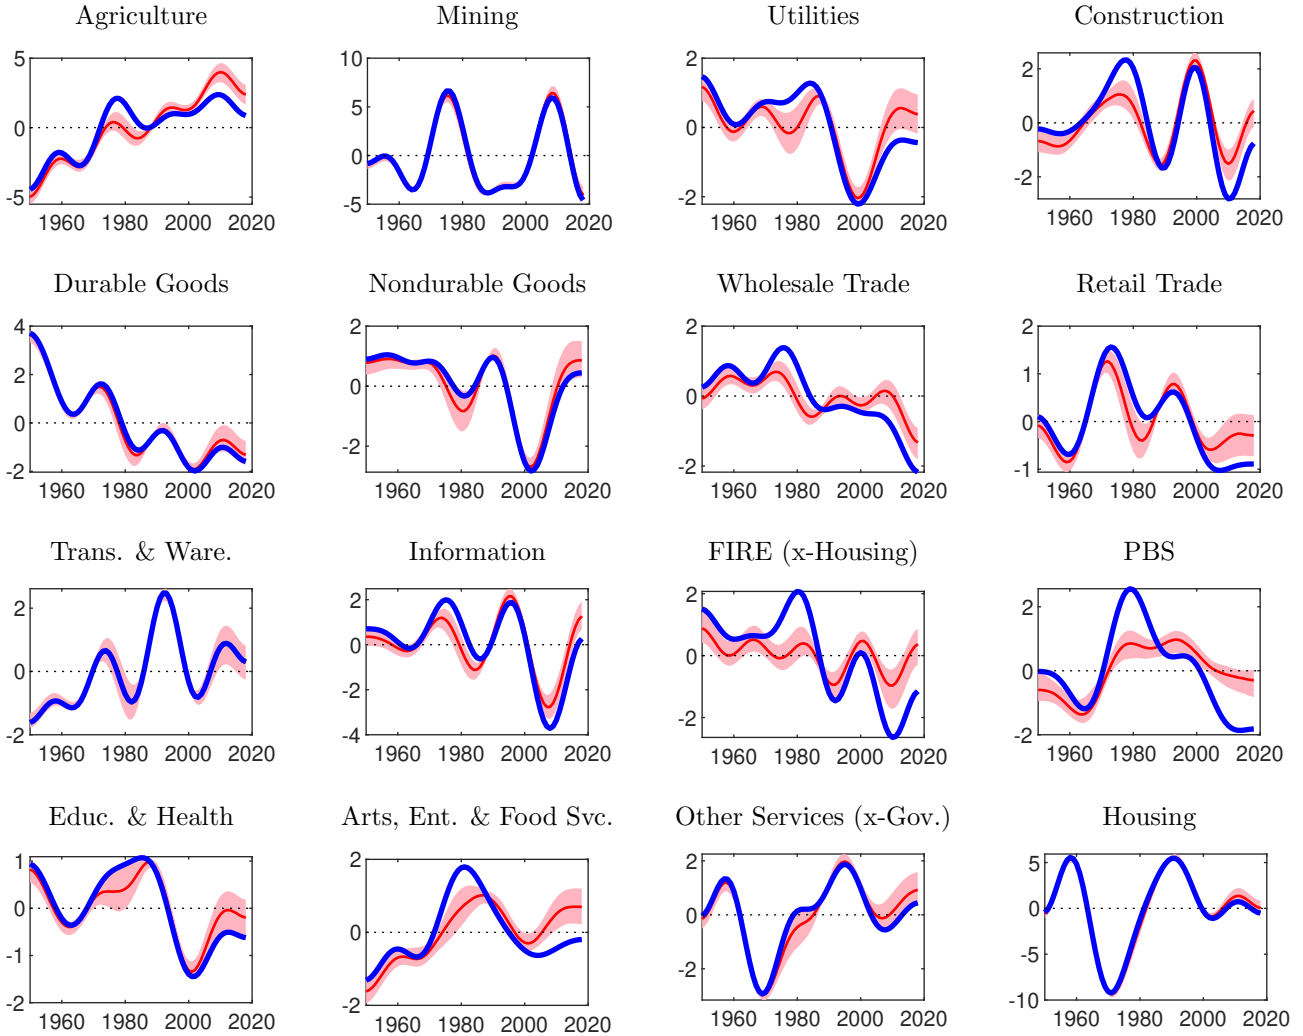 Agriculture Mining Utilities Construction
5 10 2 2
0 5 0 0
-5 0 -2 -2
-5
1960 1980 2000 2020 1960 1980 2000 2020 1960 1980 2000 2020 1960 1980 2000 2020
Durable Goods Nondurable Goods Wholesale Trade Retail Trade
4 2 2 2
2 0 0 1
0 -2 -2 0
-2 -1
1960 1980 2000 2020 1960 1980 2000 2020 1960 1980 2000 2020 1960 1980 2000 2020
Trans. & Ware. Information FIRE (x-Housing) PBS
2 2 2 2
0 0 0 0
-2 -2 -2 -2
-4
1960 1980 2000 2020 1960 1980 2000 2020 1960 1980 2000 2020 1960 1980 2000 2020
Educ. & Health Arts, Ent. & Food Svc. Other Services (x-Gov.) Housing
1 2 2 5
0 0 0 0
-1 -2 -2 -5
-2 -10
1960 1980 2000 2020 1960 1980 2000 2020 1960 1980 2000 2020 1960 1980 2000 2020